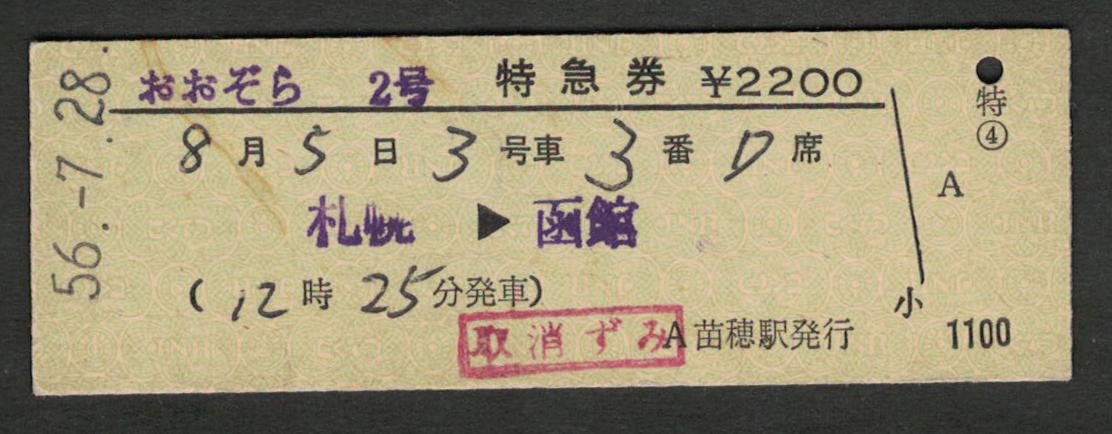 56.-7.28.
おおぞら 2号 特急券 ¥2200
8月5日3号車3番D席
札幌▶函館
(12時25分発車)
取消ずみ
A苗穂駅発行
特
④
A
小
1100